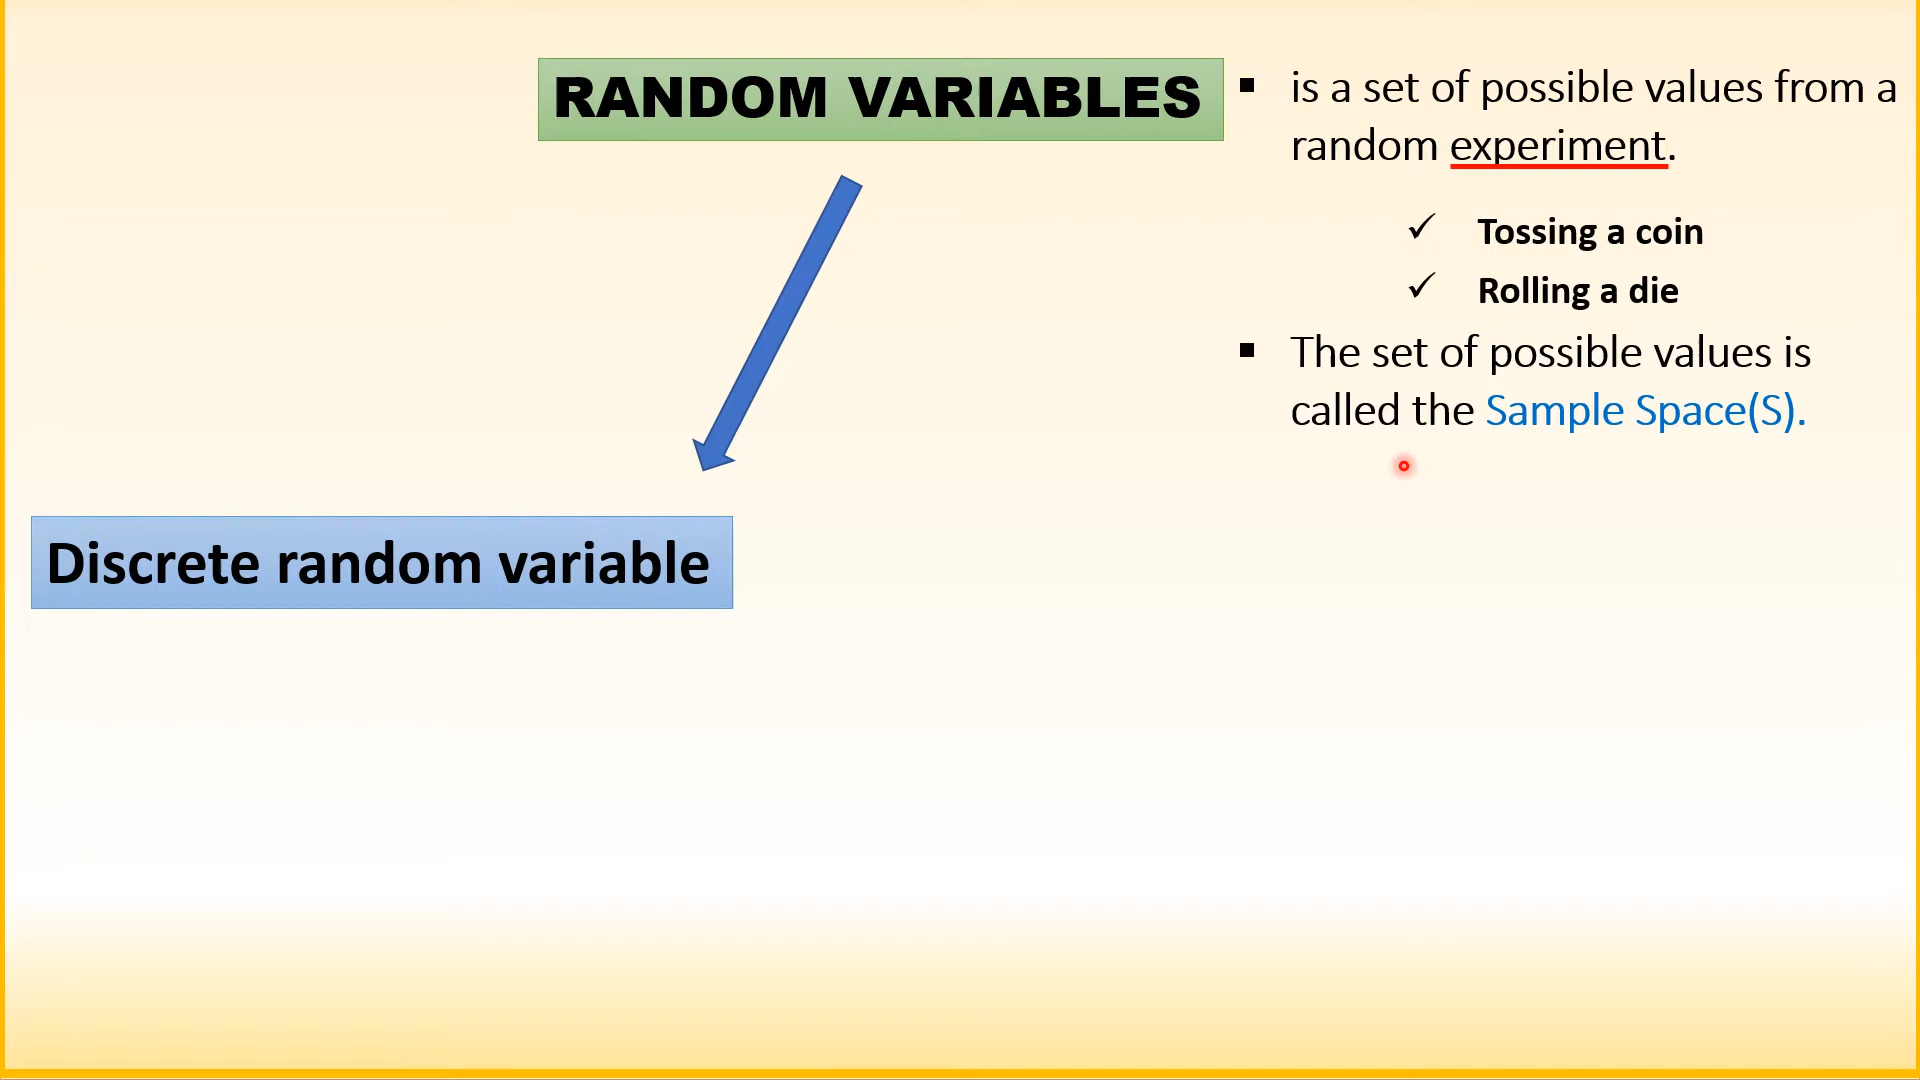 RANDOM VARIABLES
▪ is a set of possible values from a
random experiment.
✓ Tossing a coin
✓ Rolling a die
▪ The set of possible values is
called the Sample Space(S).
Discrete random variable